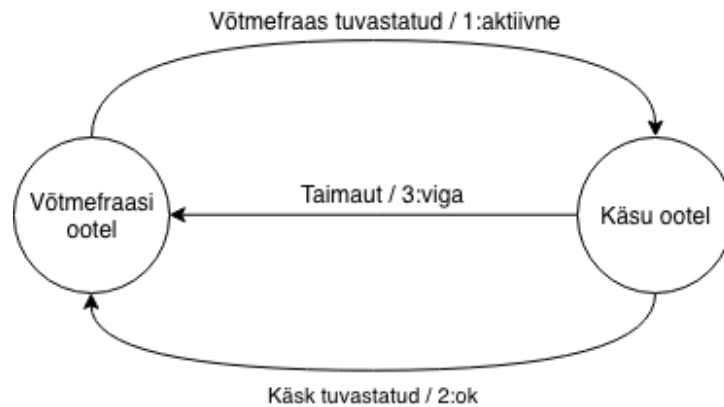 Võtmefraas tuvastatud / 1:aktiivne
Võtmefraasi
ootel
Taimaut / 3:viga
Käsu ootel
Käsk tuvastatud / 2:ok